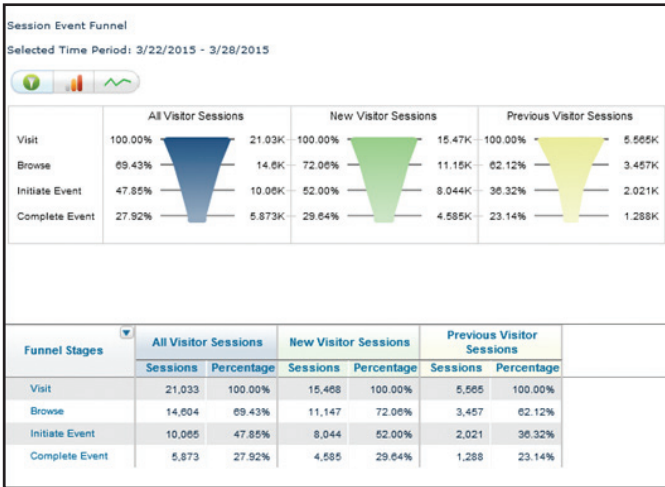 Session Event Funnel
Selected Time Period: 3/22/2015 - 3/28/2015
All Visitor Sessions New Visitor Sessions Previous Visitor Sessions
Visit 100.00% 21.03K 100.00% 15.47K 100.00% 5.565K
Browse 69.43% 14.6K 72.06% 11.15K 62.12% 3.457K
Initiate Event 47.85% 10.06K 52.00% 8.044K 36.32% 2.021K
Complete Event 27.92% 5.873K 29.64% 4.585K 23.14% 1.288K
Funnel Stages All Visitor Sessions New Visitor Sessions Previous Visitor
Sessions
Sessions Percentage Sessions Percentage Sessions Percentage
Visit 21,033 100.00% 15,468 100.00% 5,565 100.00%
Browse 14,604 69.43% 11,147 72.06% 3,457 62.12%
Initiate Event 10,065 47.85% 8,044 52.00% 2,021 36.32%
Complete Event 5,873 27.92% 4,585 29.64% 1,288 23.14%